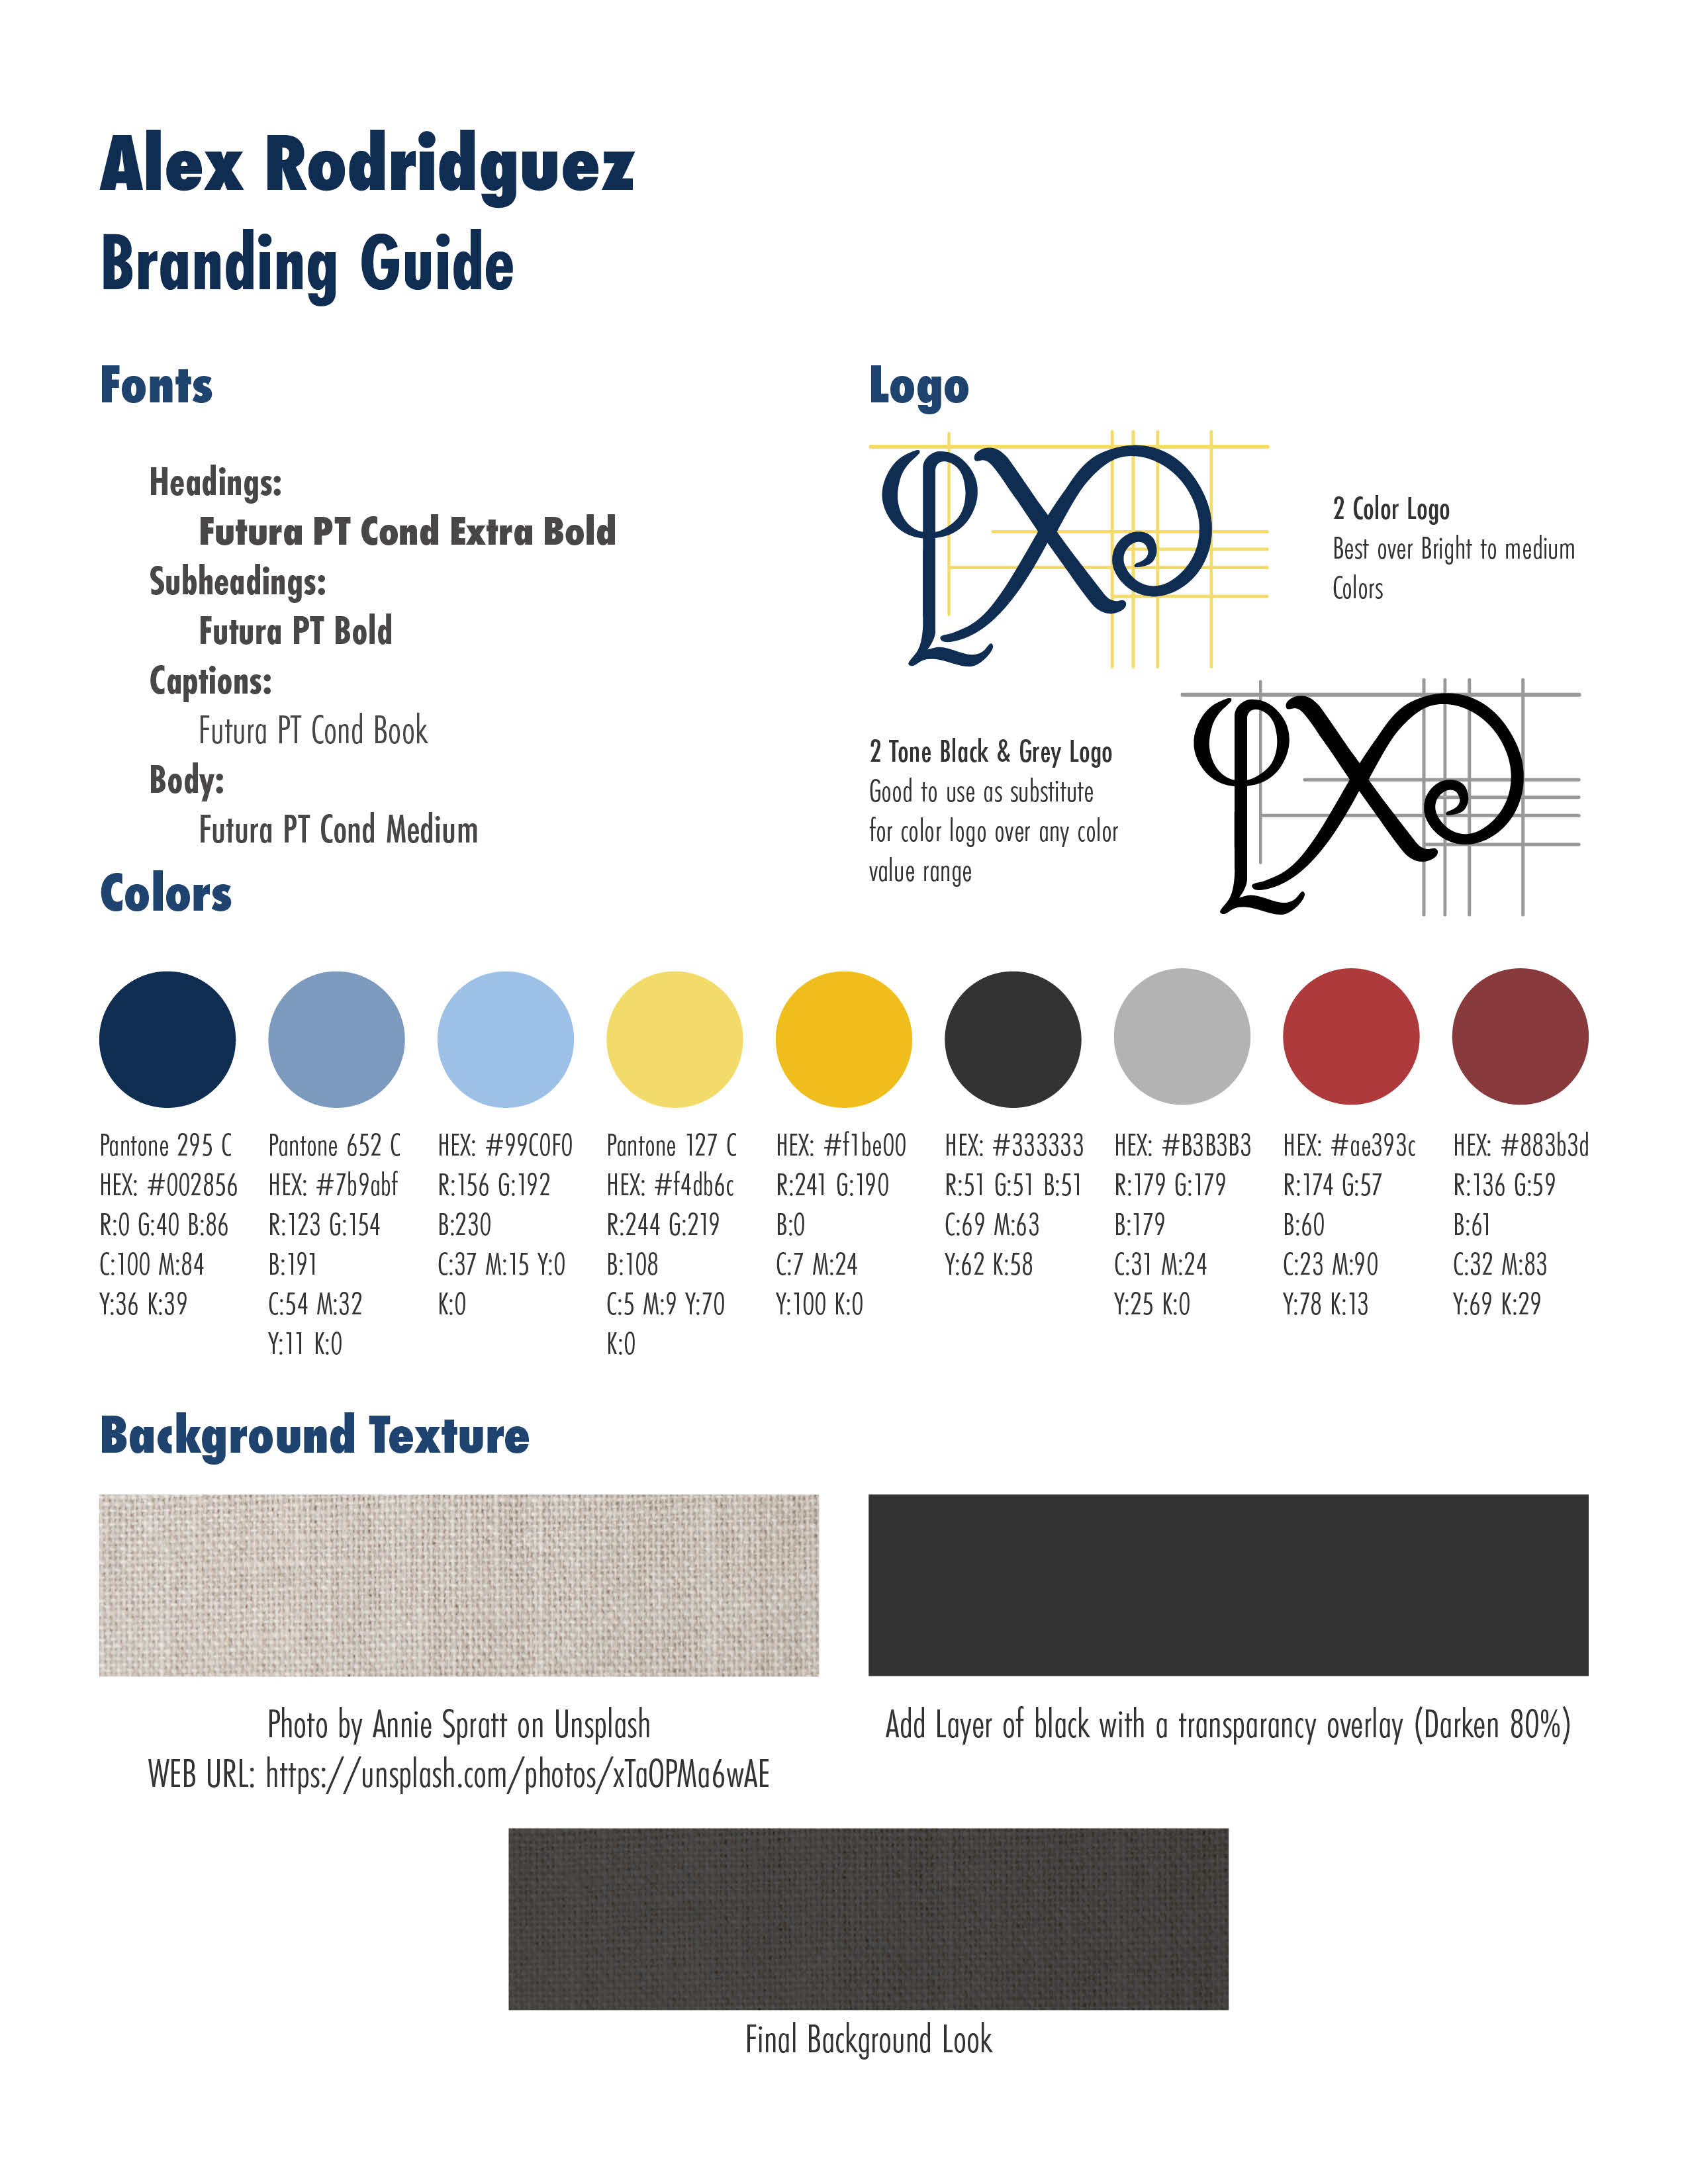 Alex Rodridguez
Branding Guide
Fonts
Headings:
Futura PT Cond Extra Bold
Subheadings:
Futura PT Bold
Captions:
Futura PT Cond Book
Body:
Futura PT Cond Medium
Logo
2 Color Logo
Best over Bright to medium
Colors
2 Tone Black & Grey Logo
Good to use as substitute
for color logo over any color
value range
Colors
Pantone 295 C
HEX: #002856
R:0 G:40 B:86
C:100 M:84
Y:36 K:39
Pantone 652 C
HEX: #7b9abf
R:123 G:154
B:191
C:54 M:32
Y:11 K:0
HEX: #99C0F0
R:156 G:192
B:230
C:37 M:15 Y:0
K:0
Pantone 127 C
HEX: #f4db6c
R:244 G:219
B:108
C:5 M:9 Y:70
K:0
HEX: #f1be00
R:241 G:190
B:0
C:7 M:24
Y:100 K:0
HEX: #333333
R:51 G:51 B:51
C:69 M:63
Y:62 K:58
HEX: #B3B3B3
R:179 G:179
B:179
C:31 M:24
Y:25 K:0
HEX: #ae393c
R:174 G:57
B:60
C:23 M:90
Y:78 K:13
HEX: #883b3d
R:136 G:59
B:61
C:32 M:83
Y:69 K:29
Background Texture
Photo by Annie Spratt on Unsplash
WEB URL: https://unsplash.com/photos/xTaOPMa6wAE
Add Layer of black with a transparancy overlay (Darken 80%)
Final Background Look